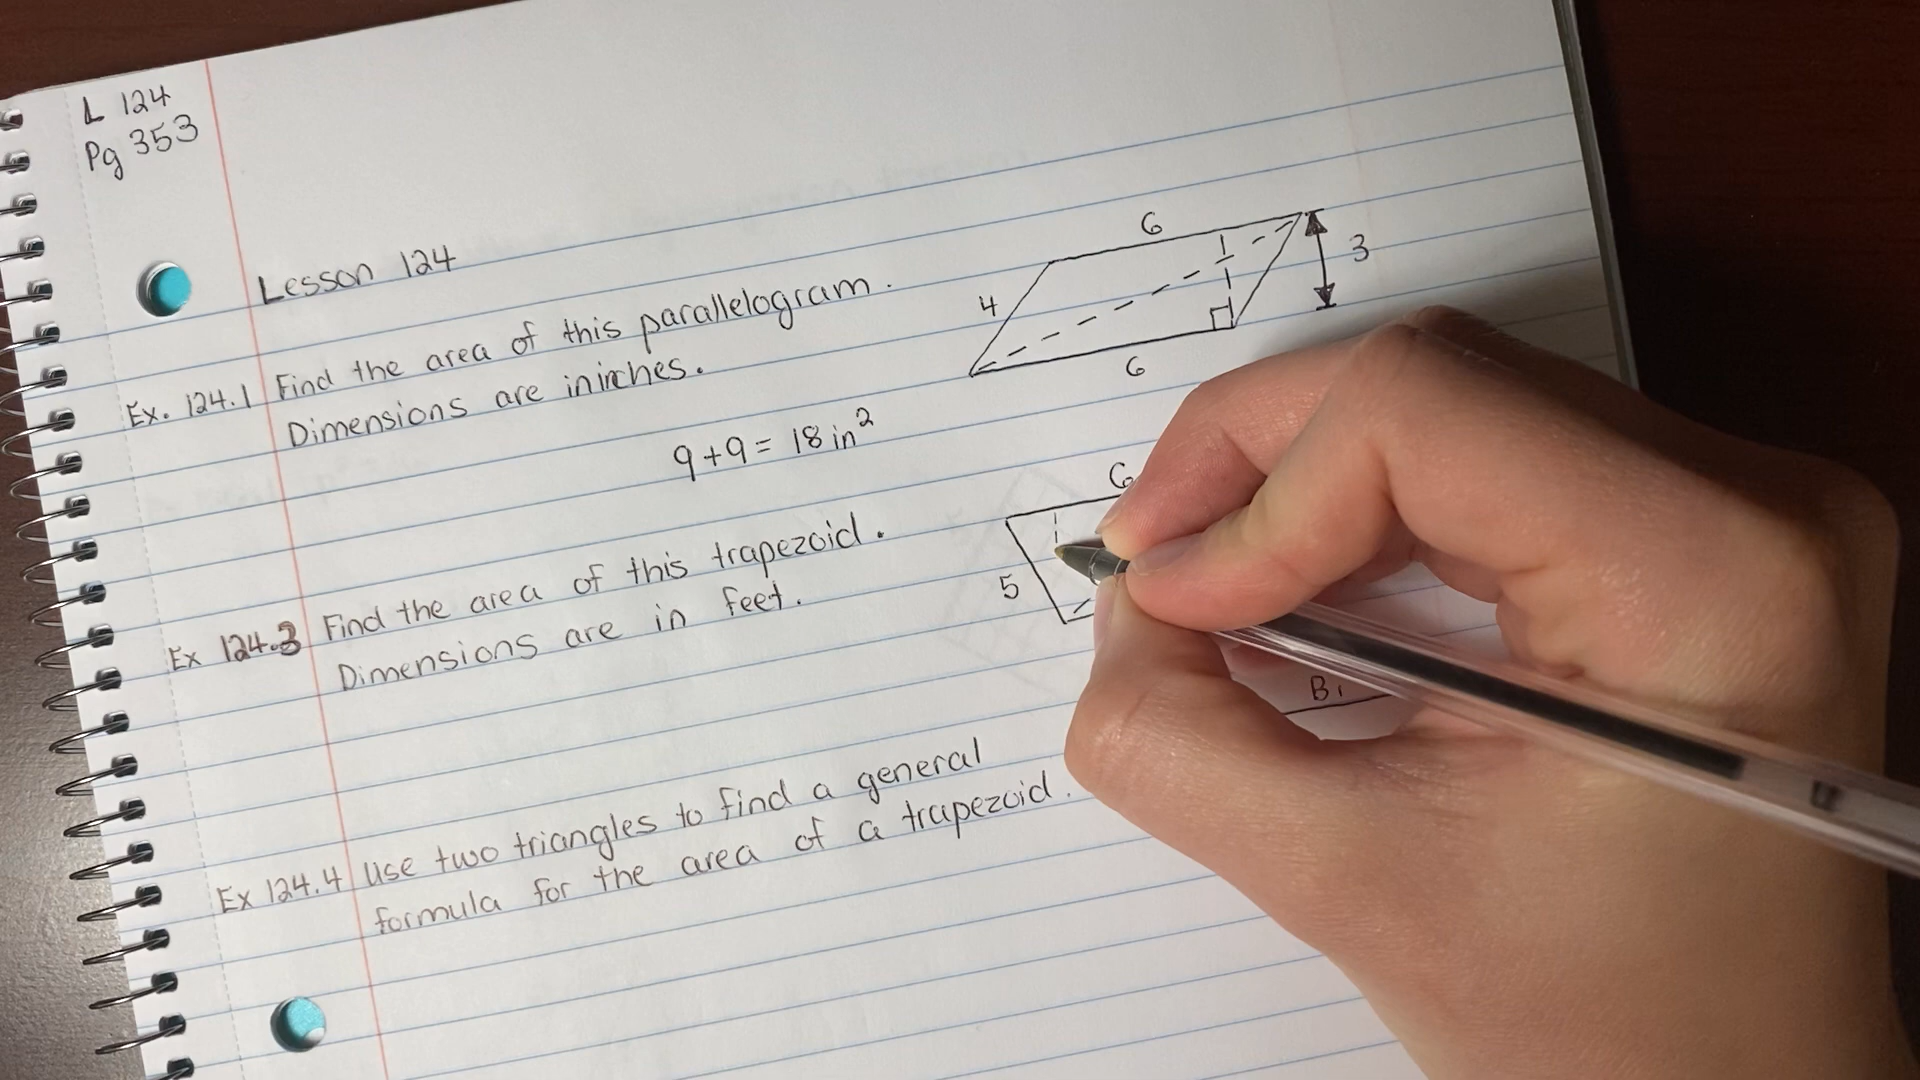 L 124
Pg 353
Lesson 124
Ex. 124.1 Find the area of this parallelogram.
Dimensions are in inches.
6
4
3
6
9+9= 18 in²
Ex 124.3 Find the area of this trapezoid.
Dimensions are in feet.
6
5
B₁
Ex 124.4 Use two triangles to find a general
formula for the area of a trapezoid.